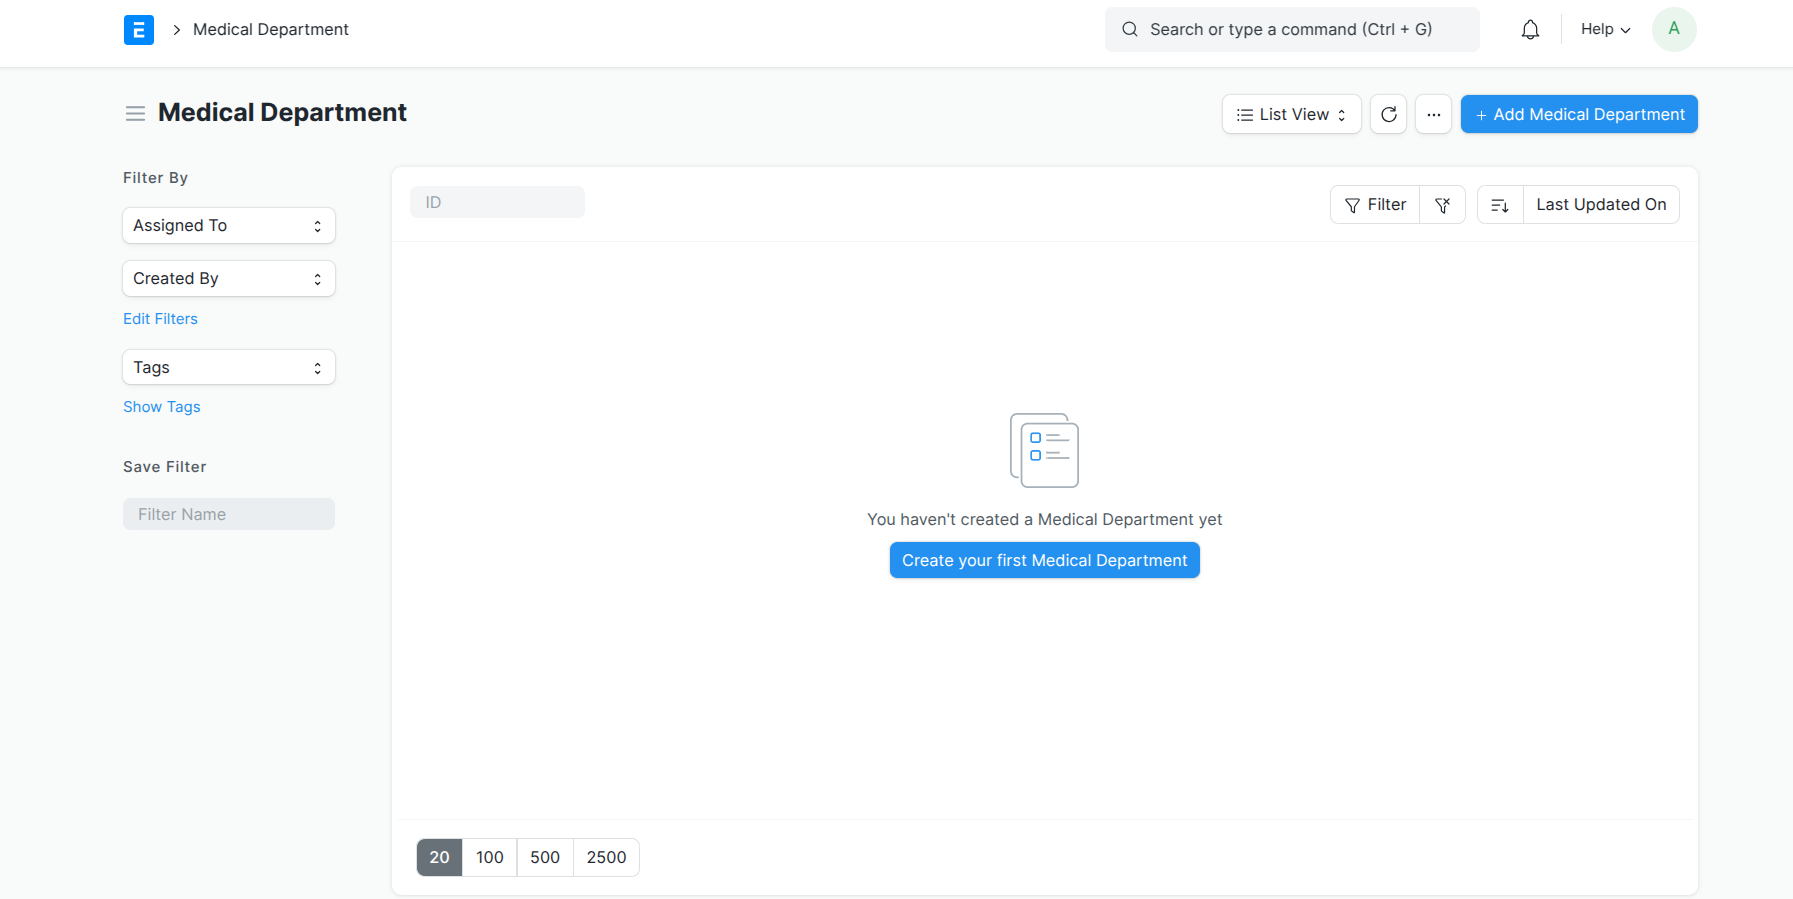 Medical Department
Search or type a command (Ctrl + G)
Help
A
Medical Department
List View
Add Medical Department
Filter By
Assigned To
Created By
Edit Filters
Tags
Show Tags
Save Filter
Filter Name
ID
Filter
Last Updated On
You haven't created a Medical Department yet
Create your first Medical Department
20
100
500
2500